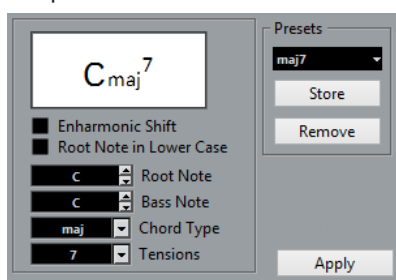 Cmaj7
Enharmonic Shift
Root Note in Lower Case
C Root Note
C Bass Note
maj Chord Type
7 Tensions
Presets
maj7
Store
Remove
Apply